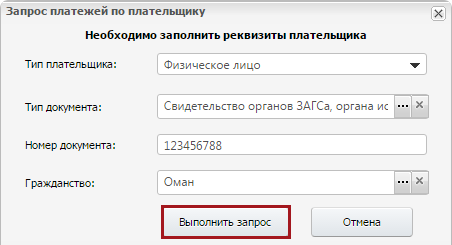 Запрос платежей по плательщику
Необходимо заполнить реквизиты плательщика
Тип плательщика: Физическое лицо
Тип документа: Свидетельство органов ЗАГСа, органа ис
Номер документа: 123456788
Гражданство: Оман
Выполнить запрос Отмена